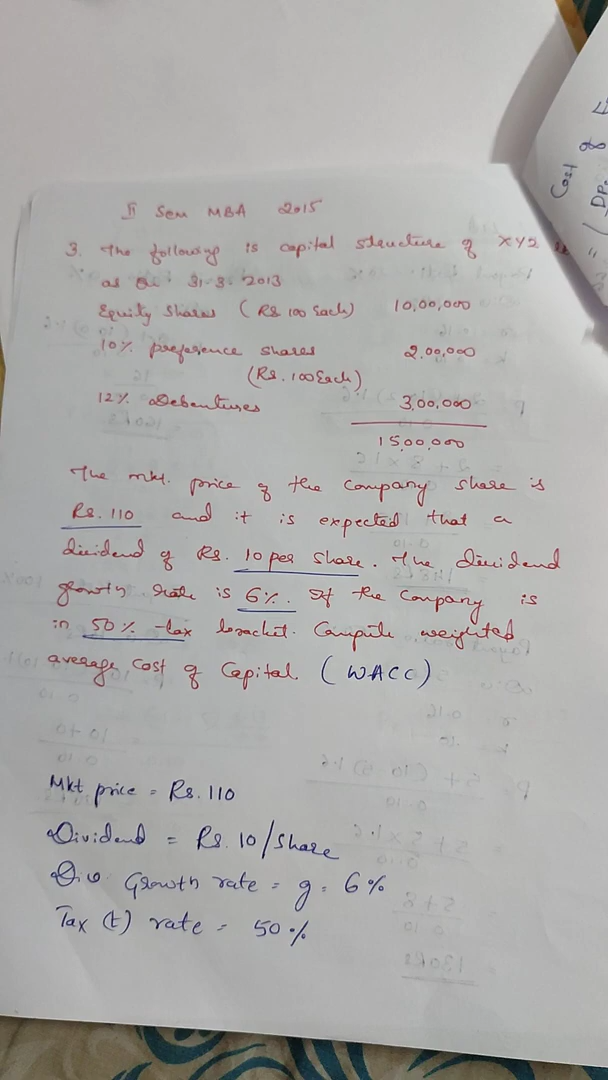 II Sem MBA 2015
3. The following is capital structure of XYZ
as on 31-3-2013
Equity Shares (Rs 100 Each) 10,00,000
10% preference shares 2,00,000
(Rs. 100 Each)
12% Debentures 3,00,000
15,00,000
The mkt. price of the company share is
Rs. 110 and it is expected that a
dividend of Rs. 10 per share. The dividend
growth rate is 6%. If the company is
in 50% tax bracket. Compute weighted
average cost of Capital. (WACC)
Mkt price = Rs. 110
Dividend = Rs. 10/Share
Div. Growth rate = g = 6%
Tax (t) rate = 50%
Cost of E